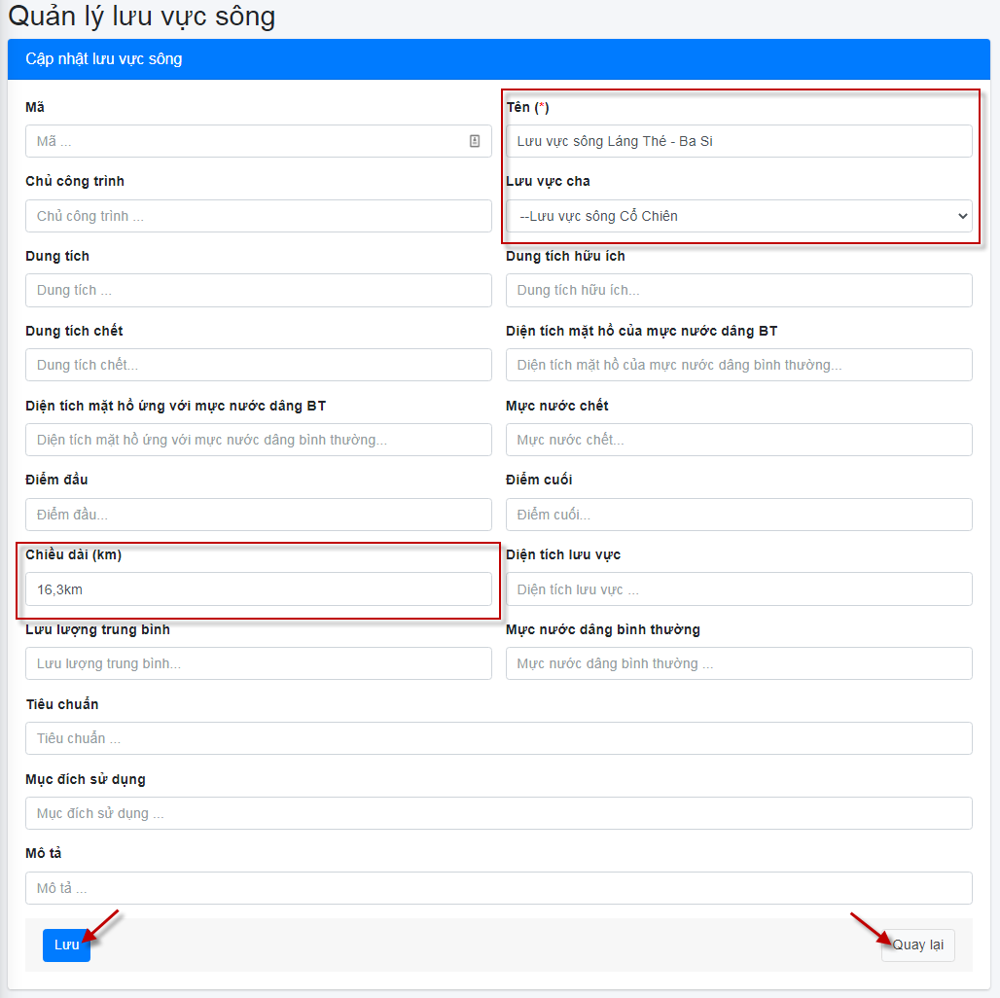 Quản lý lưu vực sông
Cập nhật lưu vực sông
Mã
Tên (*)
Mã ...
Lưu vực sông Láng Thé - Ba Si
Chủ công trình
Lưu vực cha
Chủ công trình ...
--Lưu vực sông Cổ Chiên
Dung tích
Dung tích hữu ích
Dung tích ...
Dung tích hữu ích...
Dung tích chết
Diện tích mặt hồ của mực nước dâng BT
Dung tích chết...
Diện tích mặt hồ của mực nước dâng bình thường...
Diện tích mặt hồ ứng với mực nước dâng BT
Mực nước chết
Diện tích mặt hồ ứng với mực nước dâng bình thường...
Mực nước chết...
Điểm đầu
Điểm cuối
Điểm đầu...
Điểm cuối...
Chiều dài (km)
Diện tích lưu vực
16,3km
Diện tích lưu vực ...
Lưu lượng trung bình
Mực nước dâng bình thường
Lưu lượng trung bình...
Mực nước dâng bình thường ...
Tiêu chuẩn
Tiêu chuẩn ...
Mục đích sử dụng
Mục đích sử dụng ...
Mô tả
Mô tả ...
Lưu
Quay lại